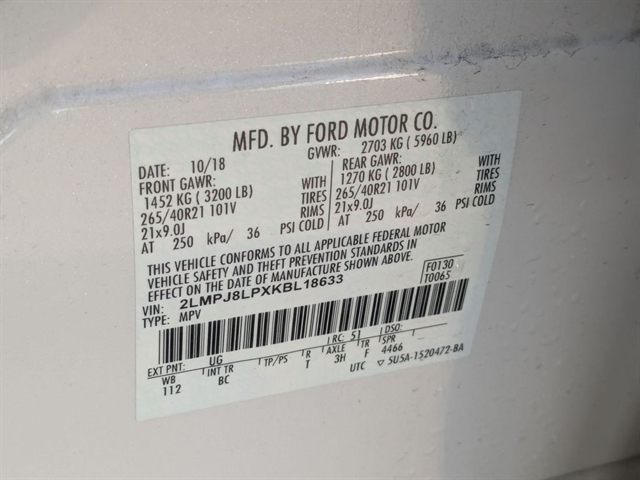 MFD. BY FORD MOTOR CO.
DATE: 10/18 GVWR: 2703 KG ( 5960 LB)
FRONT GAWR: REAR GAWR:
1452 KG ( 3200 LB) WITH 1270 KG ( 2800 LB) WITH
265/40R21 101V TIRES 265/40R21 101V TIRES
21x9.0J RIMS 21x9.0J RIMS
AT 250 kPa/ 36 PSI COLD AT 250 kPa/ 36 PSI COLD
THIS VEHICLE CONFORMS TO ALL APPLICABLE FEDERAL MOTOR
VEHICLE SAFETY AND THEFT PREVENTION STANDARDS IN
EFFECT ON THE DATE OF MANUFACTURE SHOWN ABOVE.
VIN: 2LMPJ8LPXKBL18633 F0130
TYPE: MPV T0065
EXT PNT: UG RC: 51 DSO:
WB INT TR TP/PS R AXLE TR SPR
112 BC T 3H F 4466
UTC ▽ 5U5A-1520472-BA